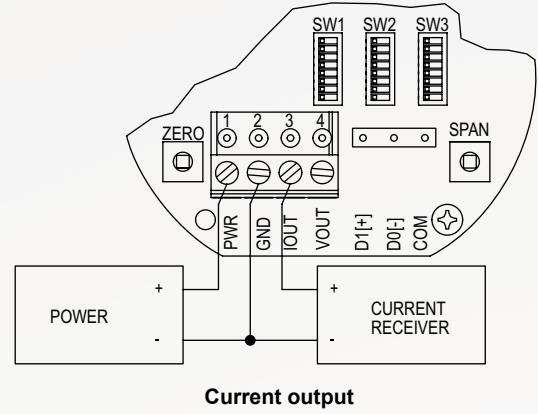 SW1 SW2 SW3
1 2 3 4
ZERO
SPAN
PWR
GND
IOUT
VOUT
D1[+]
D0[-]
COM
+
POWER
-
+
CURRENT
RECEIVER
-
Current output